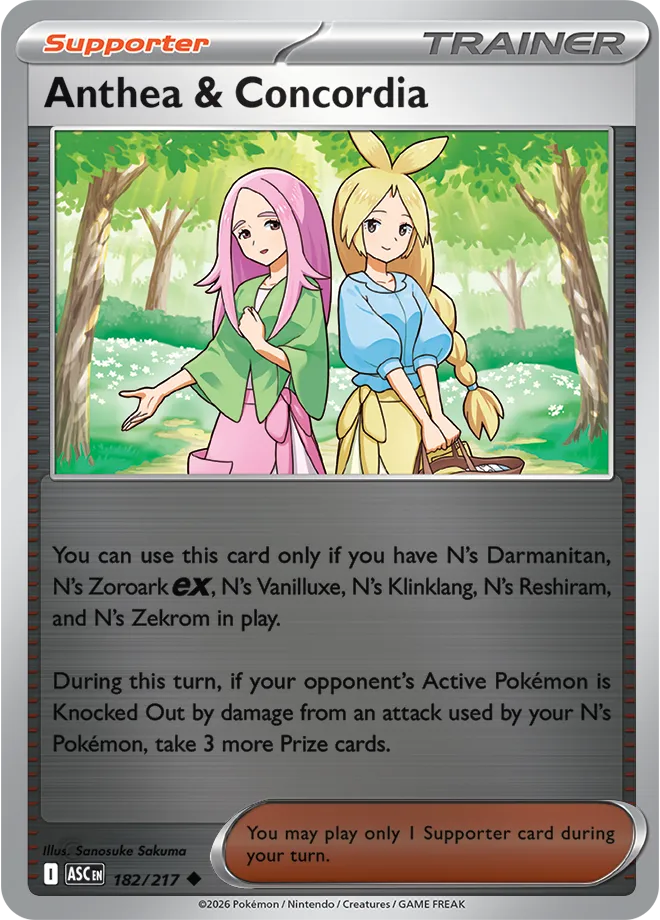 Supporter
TRAINER
Anthea & Concordia
You can use this card only if you have N's Darmanitan,
N's Zoroark ex, N's Vanilluxe, N's Klinklang, N's Reshiram,
and N's Zekrom in play.
During this turn, if your opponent's Active Pokémon is
Knocked Out by damage from an attack used by your N's
Pokémon, take 3 more Prize cards.
Illus. Sanosuke Sakuma
You may play only 1 Supporter card during
your turn.
I ASC EN 182/217
©2026 Pokémon / Nintendo / Creatures / GAME FREAK